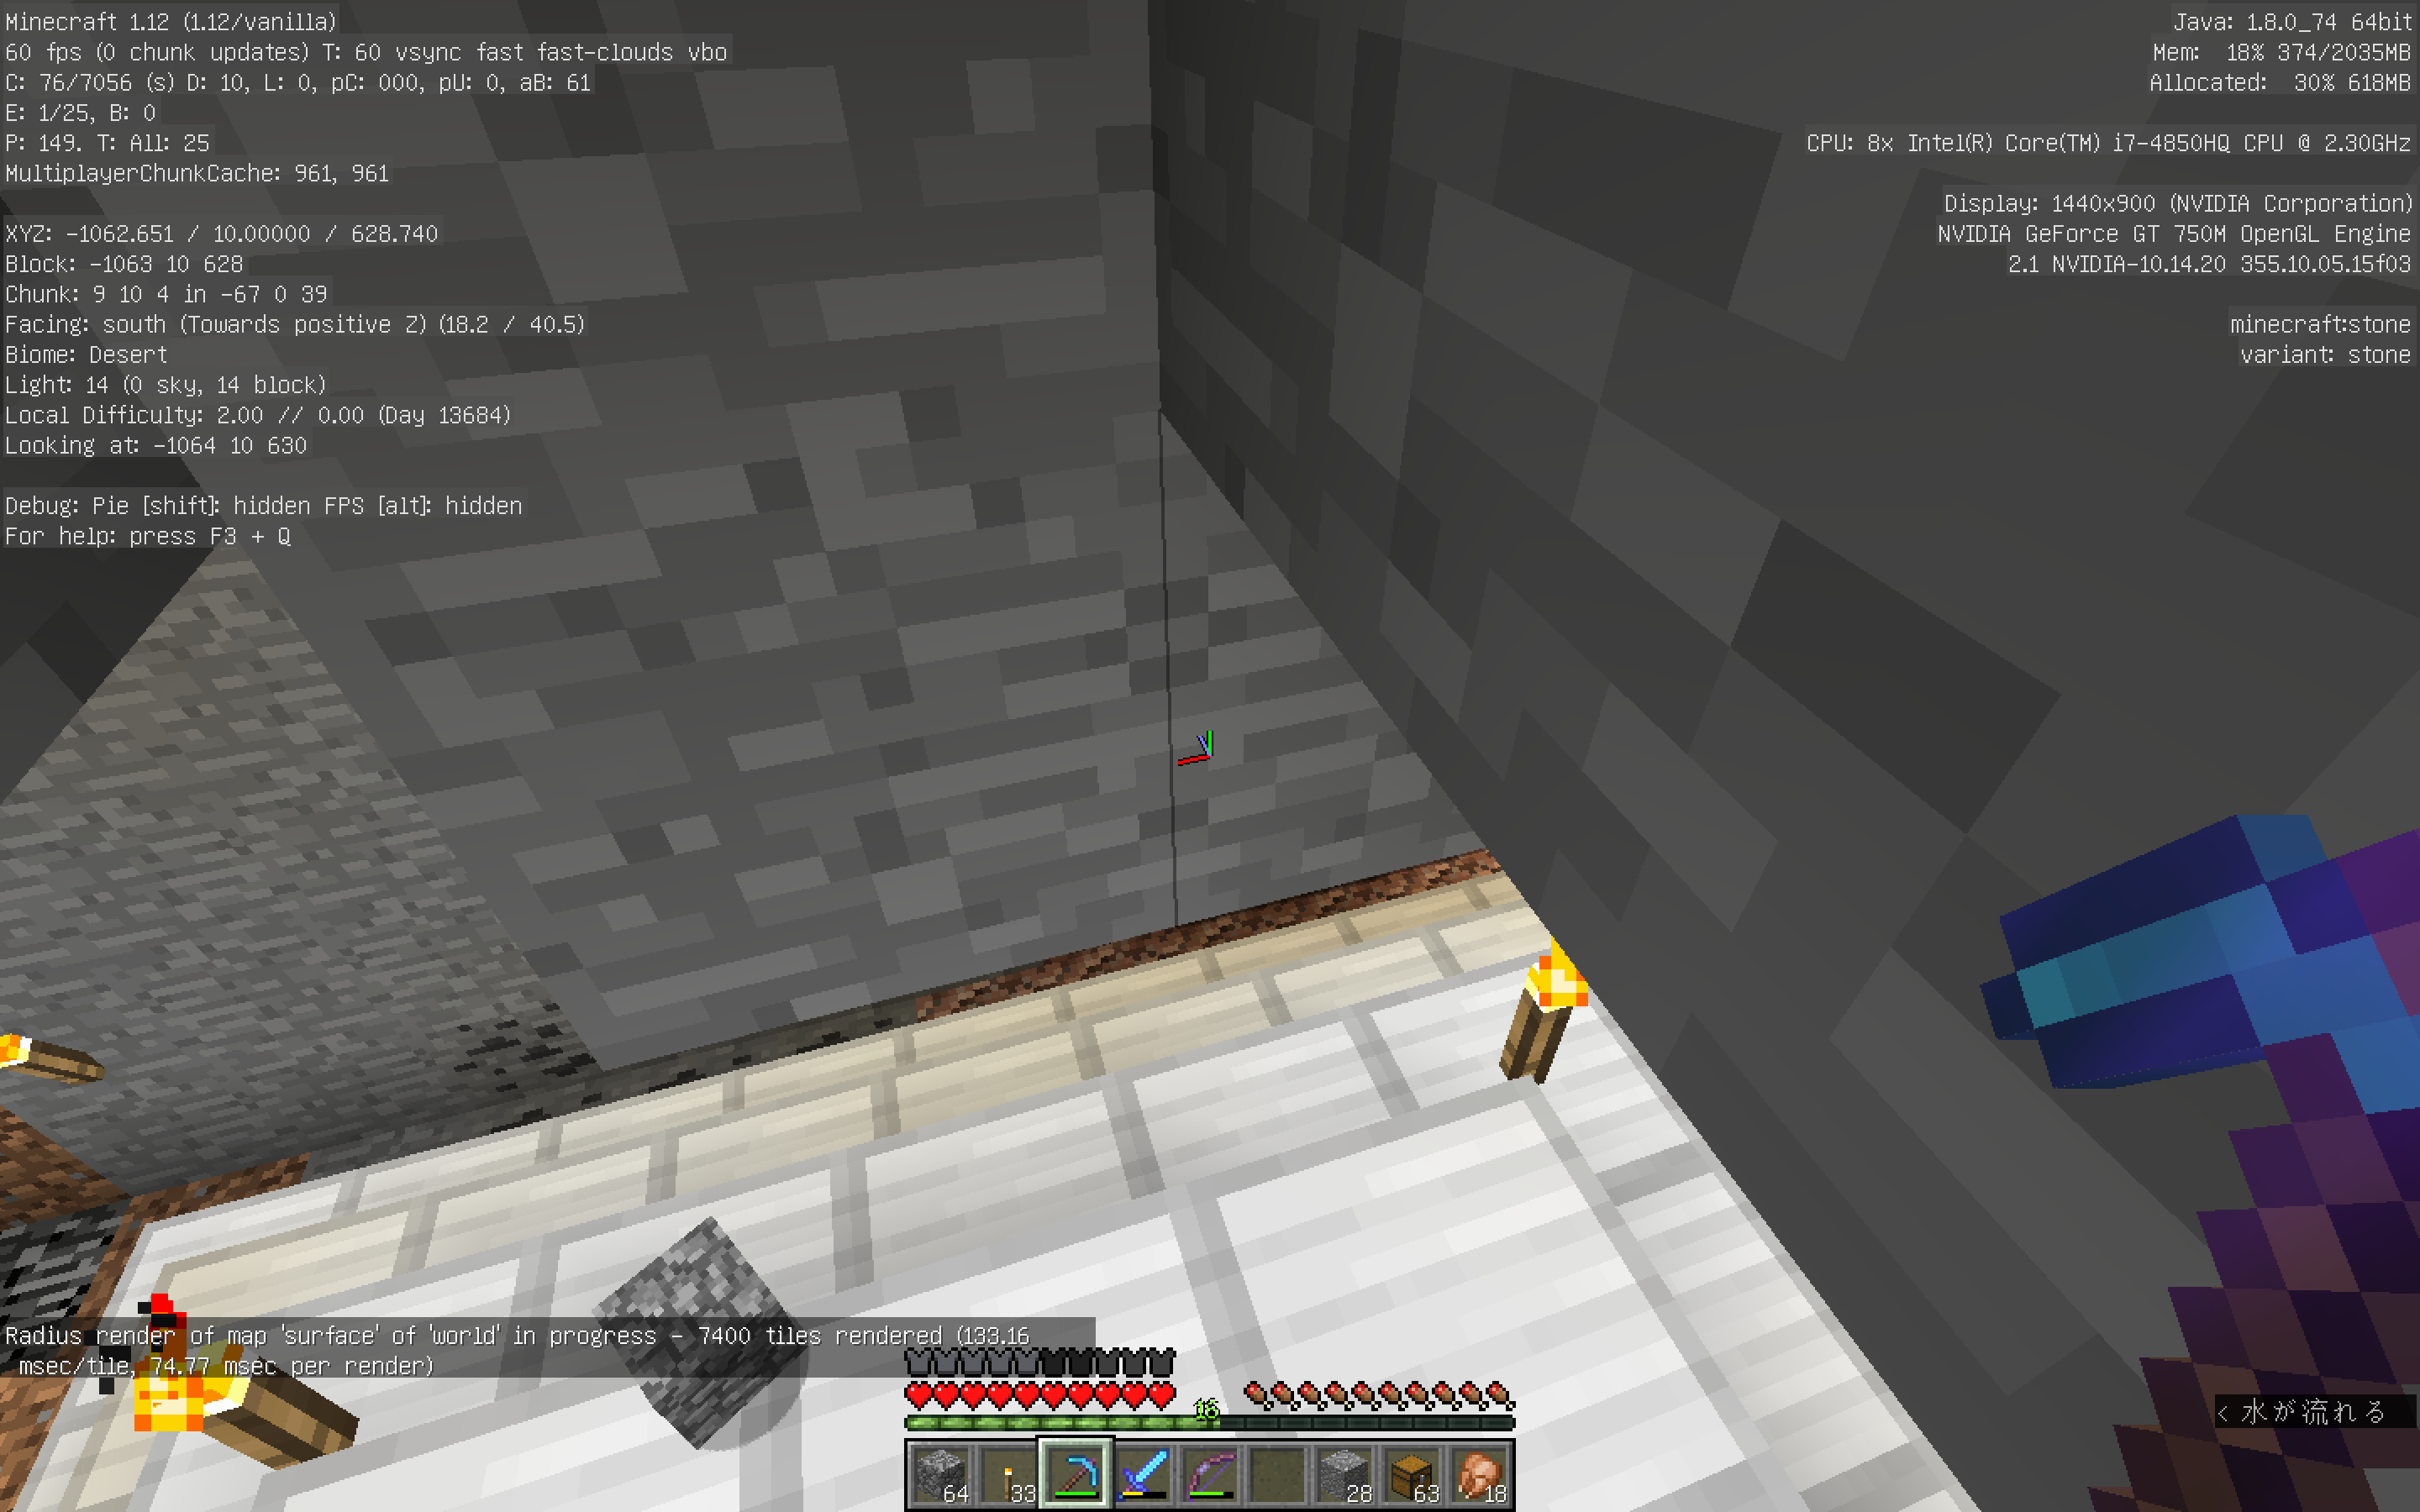 Minecraft 1.12 (1.12/vanilla)
60 fps (0 chunk updates) T: 60 vsync fast fast-clouds vbo
C: 76/7056 (s) D: 10, L: 0, pC: 000, pU: 0, aB: 61
E: 1/25, B: 0
P: 149. T: All: 25
MultiplayerChunkCache: 961, 961
XYZ: -1062.651 / 10.00000 / 628.740
Block: -1063 10 628
Chunk: 9 10 4 in -67 0 39
Facing: south (Towards positive Z) (18.2 / 40.5)
Biome: Desert
Light: 14 (0 sky, 14 block)
Local Difficulty: 2.00 // 0.00 (Day 13684)
Looking at: -1064 10 630
Debug: Pie [shift]: hidden FPS [alt]: hidden
For help: press F3 + Q
Java: 1.8.0_74 64bit
Mem: 18% 374/2035MB
Allocated: 30% 618MB
CPU: 8x Intel(R) Core(TM) i7-4850HQ CPU @ 2.30GHz
Display: 1440x900 (NVIDIA Corporation)
NVIDIA GeForce GT 750M OpenGL Engine
2.1 NVIDIA-10.14.20 355.10.05.15f03
minecraft:stone
variant: stone
Radius render of map 'surface' of 'world' in progress - 7400 tiles rendered (133.16
msec/tile, 74.77 msec per render)
< 水が流れる
16
64 33 28 63 18